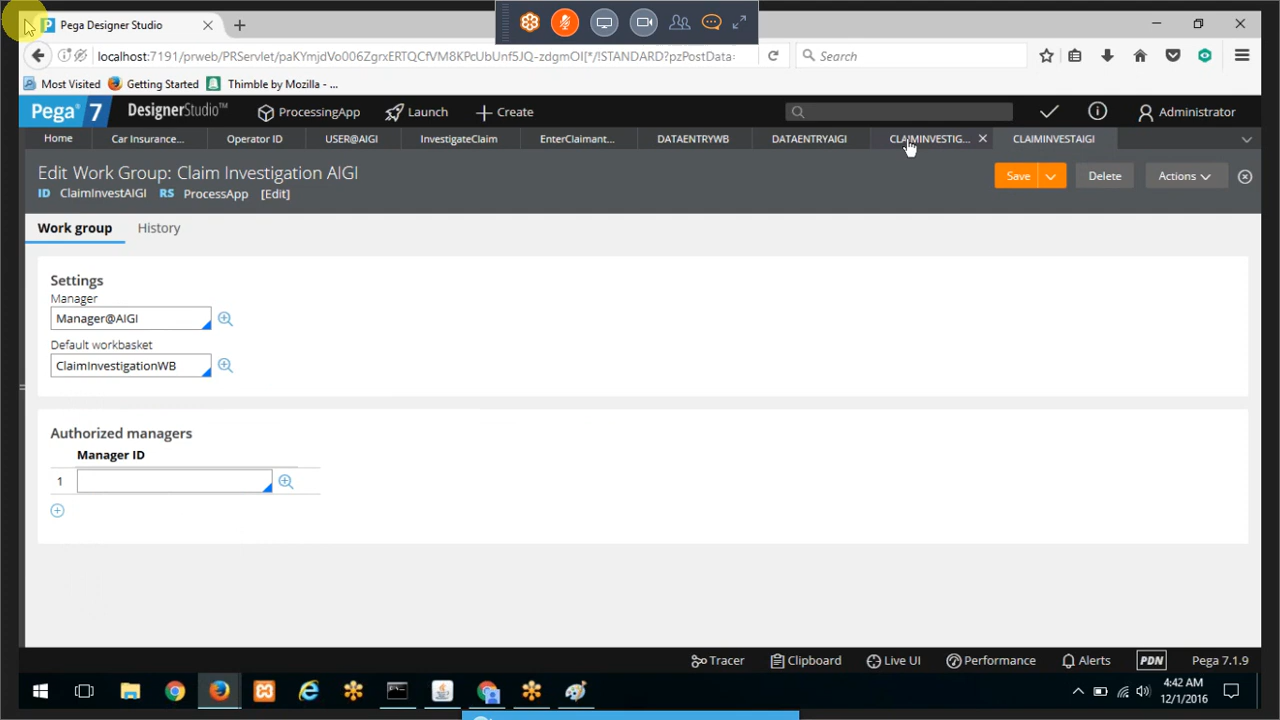 Pega Designer Studio
localhost:7191/prweb/PRServlet/paKYmjdVo006ZgrxERTQCfVM8KPcUbUnf5JQ-zdgmOI[*/!STANDARD?pzPostData=
Search
Most Visited
Getting Started
Thimble by Mozilla - ...
Pega 7
DesignerStudio™
ProcessingApp
Launch
Create
Administrator
Home
Car Insurance...
Operator ID
USER@AIGI
InvestigateClaim
EnterClaimant...
DATAENTRYWB
DATAENTRYAIGI
CLAIMINVESTIG...
CLAIMINVESTAIGI
Edit Work Group: Claim Investigation AIGI
ID ClaimInvestAIGI RS ProcessApp [Edit]
Save
Delete
Actions
Work group
History
Settings
Manager
Manager@AIGI
Default workbasket
ClaimInvestigationWB
Authorized managers
Manager ID
1
Tracer
Clipboard
Live UI
Performance
Alerts
PDN
Pega 7.1.9
4:42 AM
12/1/2016